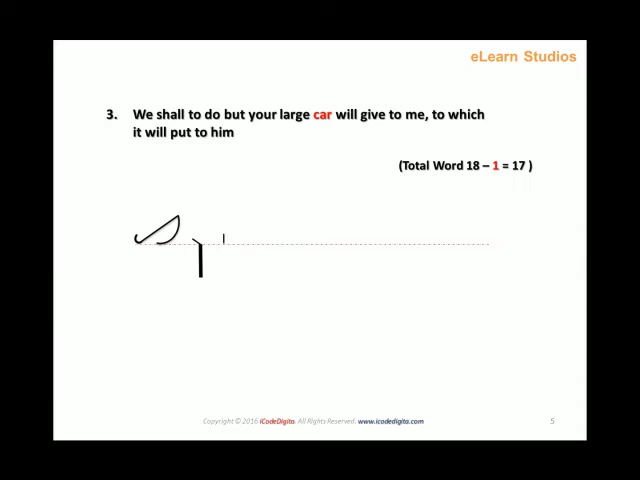 eLearn Studios
3. We shall to do but your large car will give to me, to which
it will put to him
(Total Word 18 – 1 = 17 )
Copyright © 2016 iCodeDigita. All Rights Reserved. www.icodedigita.com
5